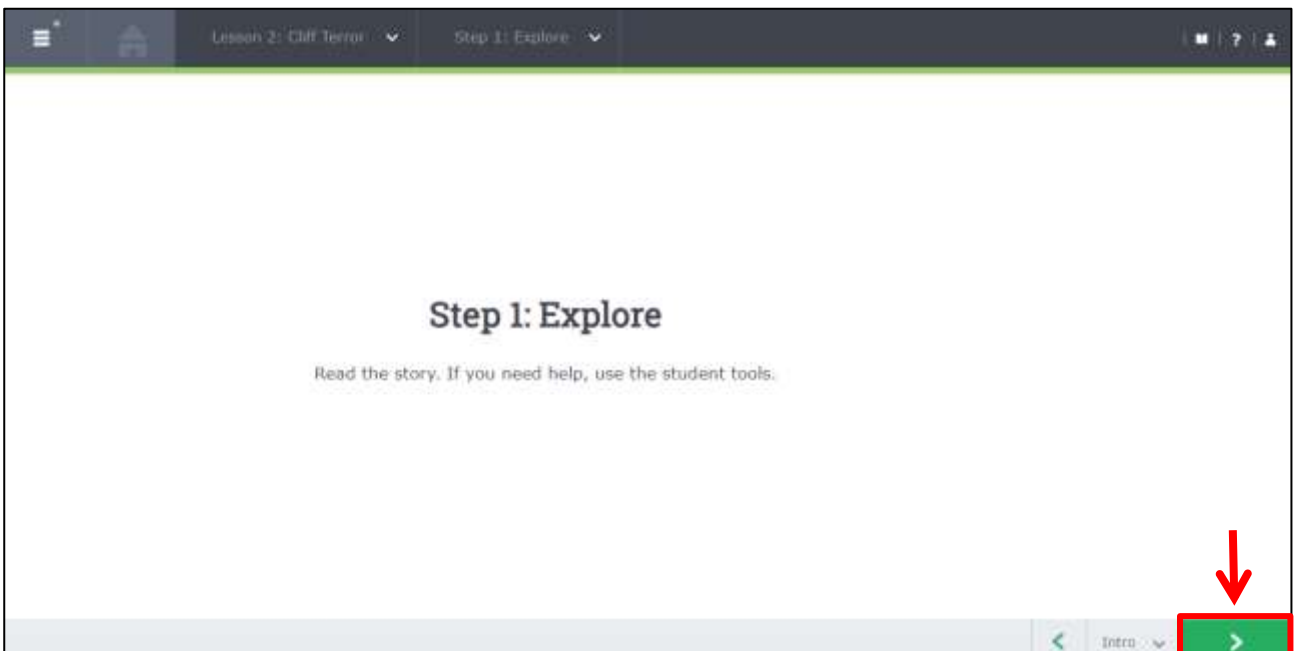 Lesson 2: Cliff Terror Step 1: Explore ?
Step 1: Explore
Read the story. If you need help, use the student tools.
Intro